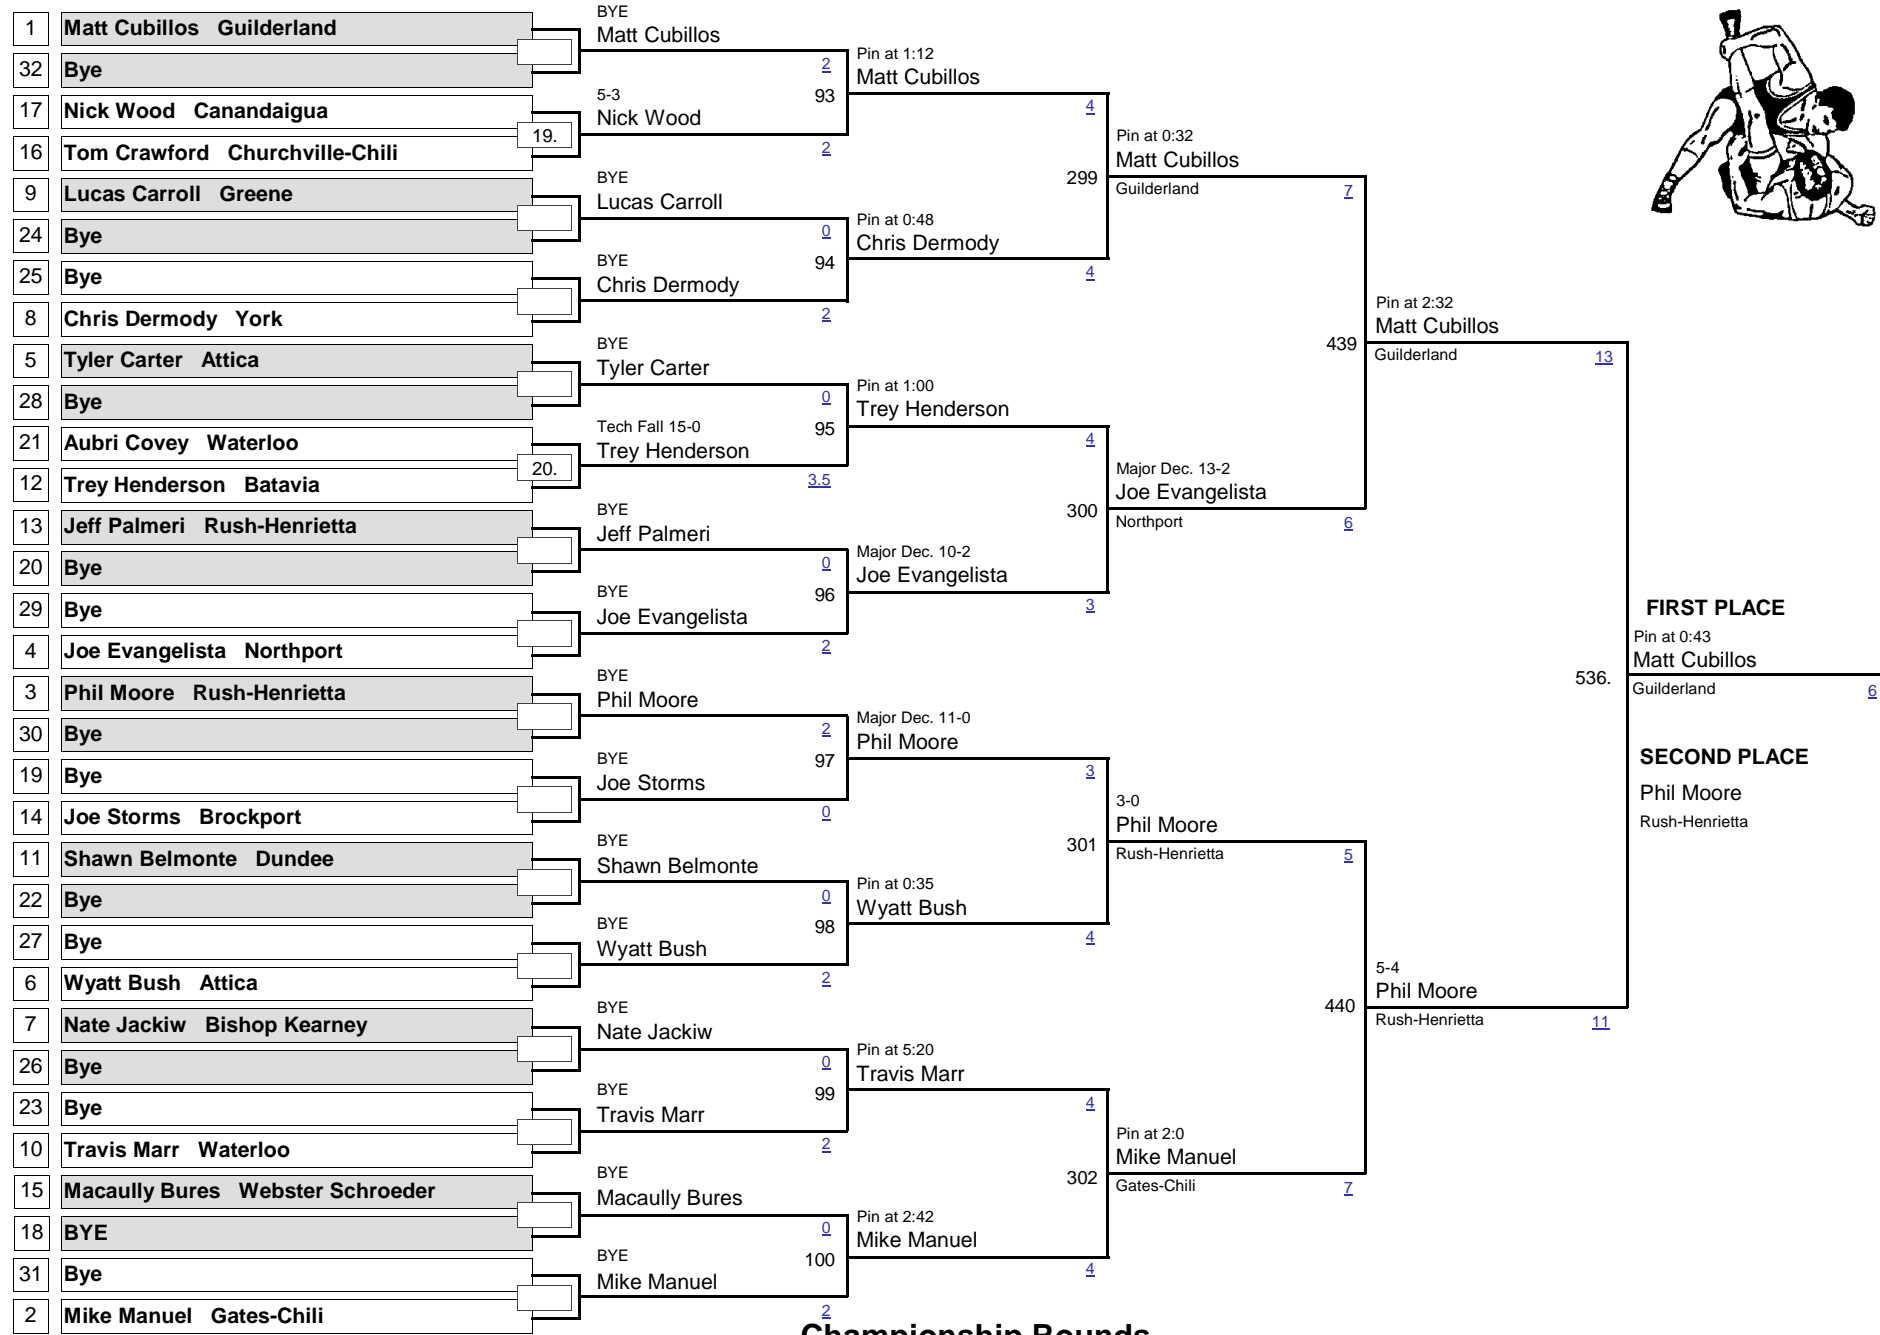 1 Matt Cubillos Guilderland
32 Bye
17 Nick Wood Canandaigua
19.
16 Tom Crawford Churchville-Chili
9 Lucas Carroll Greene
24 Bye
25 Bye
8 Chris Dermody York
5 Tyler Carter Attica
28 Bye
21 Aubri Covey Waterloo
20.
12 Trey Henderson Batavia
13 Jeff Palmeri Rush-Henrietta
20 Bye
29 Bye
4 Joe Evangelista Northport
3 Phil Moore Rush-Henrietta
30 Bye
19 Bye
14 Joe Storms Brockport
11 Shawn Belmonte Dundee
22 Bye
27 Bye
6 Wyatt Bush Attica
7 Nate Jackiw Bishop Kearney
26 Bye
23 Bye
10 Travis Marr Waterloo
15 Macaully Bures Webster Schroeder
18 BYE
31 Bye
2 Mike Manuel Gates-Chili
BYE
Matt Cubillos
2
93
5-3
Nick Wood
2
BYE
Lucas Carroll
0
94
BYE
Chris Dermody
2
BYE
Tyler Carter
0
95
Tech Fall 15-0
Trey Henderson
3.5
BYE
Jeff Palmeri
0
96
BYE
Joe Evangelista
2
BYE
Phil Moore
2
97
BYE
Joe Storms
0
BYE
Shawn Belmonte
0
98
BYE
Wyatt Bush
2
BYE
Nate Jackiw
0
99
BYE
Travis Marr
2
BYE
Macaully Bures
0
100
BYE
Mike Manuel
2
Pin at 1:12
Matt Cubillos
4
299
Pin at 0:48
Chris Dermody
4
Pin at 1:00
Trey Henderson
4
300
Major Dec. 10-2
Joe Evangelista
3
Major Dec. 11-0
Phil Moore
3
301
Pin at 0:35
Wyatt Bush
4
Pin at 5:20
Travis Marr
4
302
Pin at 2:42
Mike Manuel
4
Pin at 0:32
Matt Cubillos
Guilderland 7
439
Major Dec. 13-2
Joe Evangelista
Northport 6
3-0
Phil Moore
Rush-Henrietta 5
440
Pin at 2:0
Mike Manuel
Gates-Chili 7
Pin at 2:32
Matt Cubillos
Guilderland 13
536.
5-4
Phil Moore
Rush-Henrietta 11
FIRST PLACE
Pin at 0:43
Matt Cubillos
Guilderland 6
SECOND PLACE
Phil Moore
Rush-Henrietta
Championship Rounds